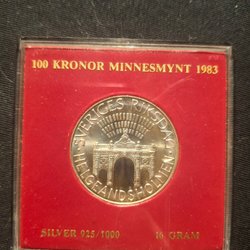 100 KRONOR MINNESMYNT 1983
SVERIGES RIKSDAG
HELGEANDSHOLMEN
SILVER 925/1000 16 GRAM